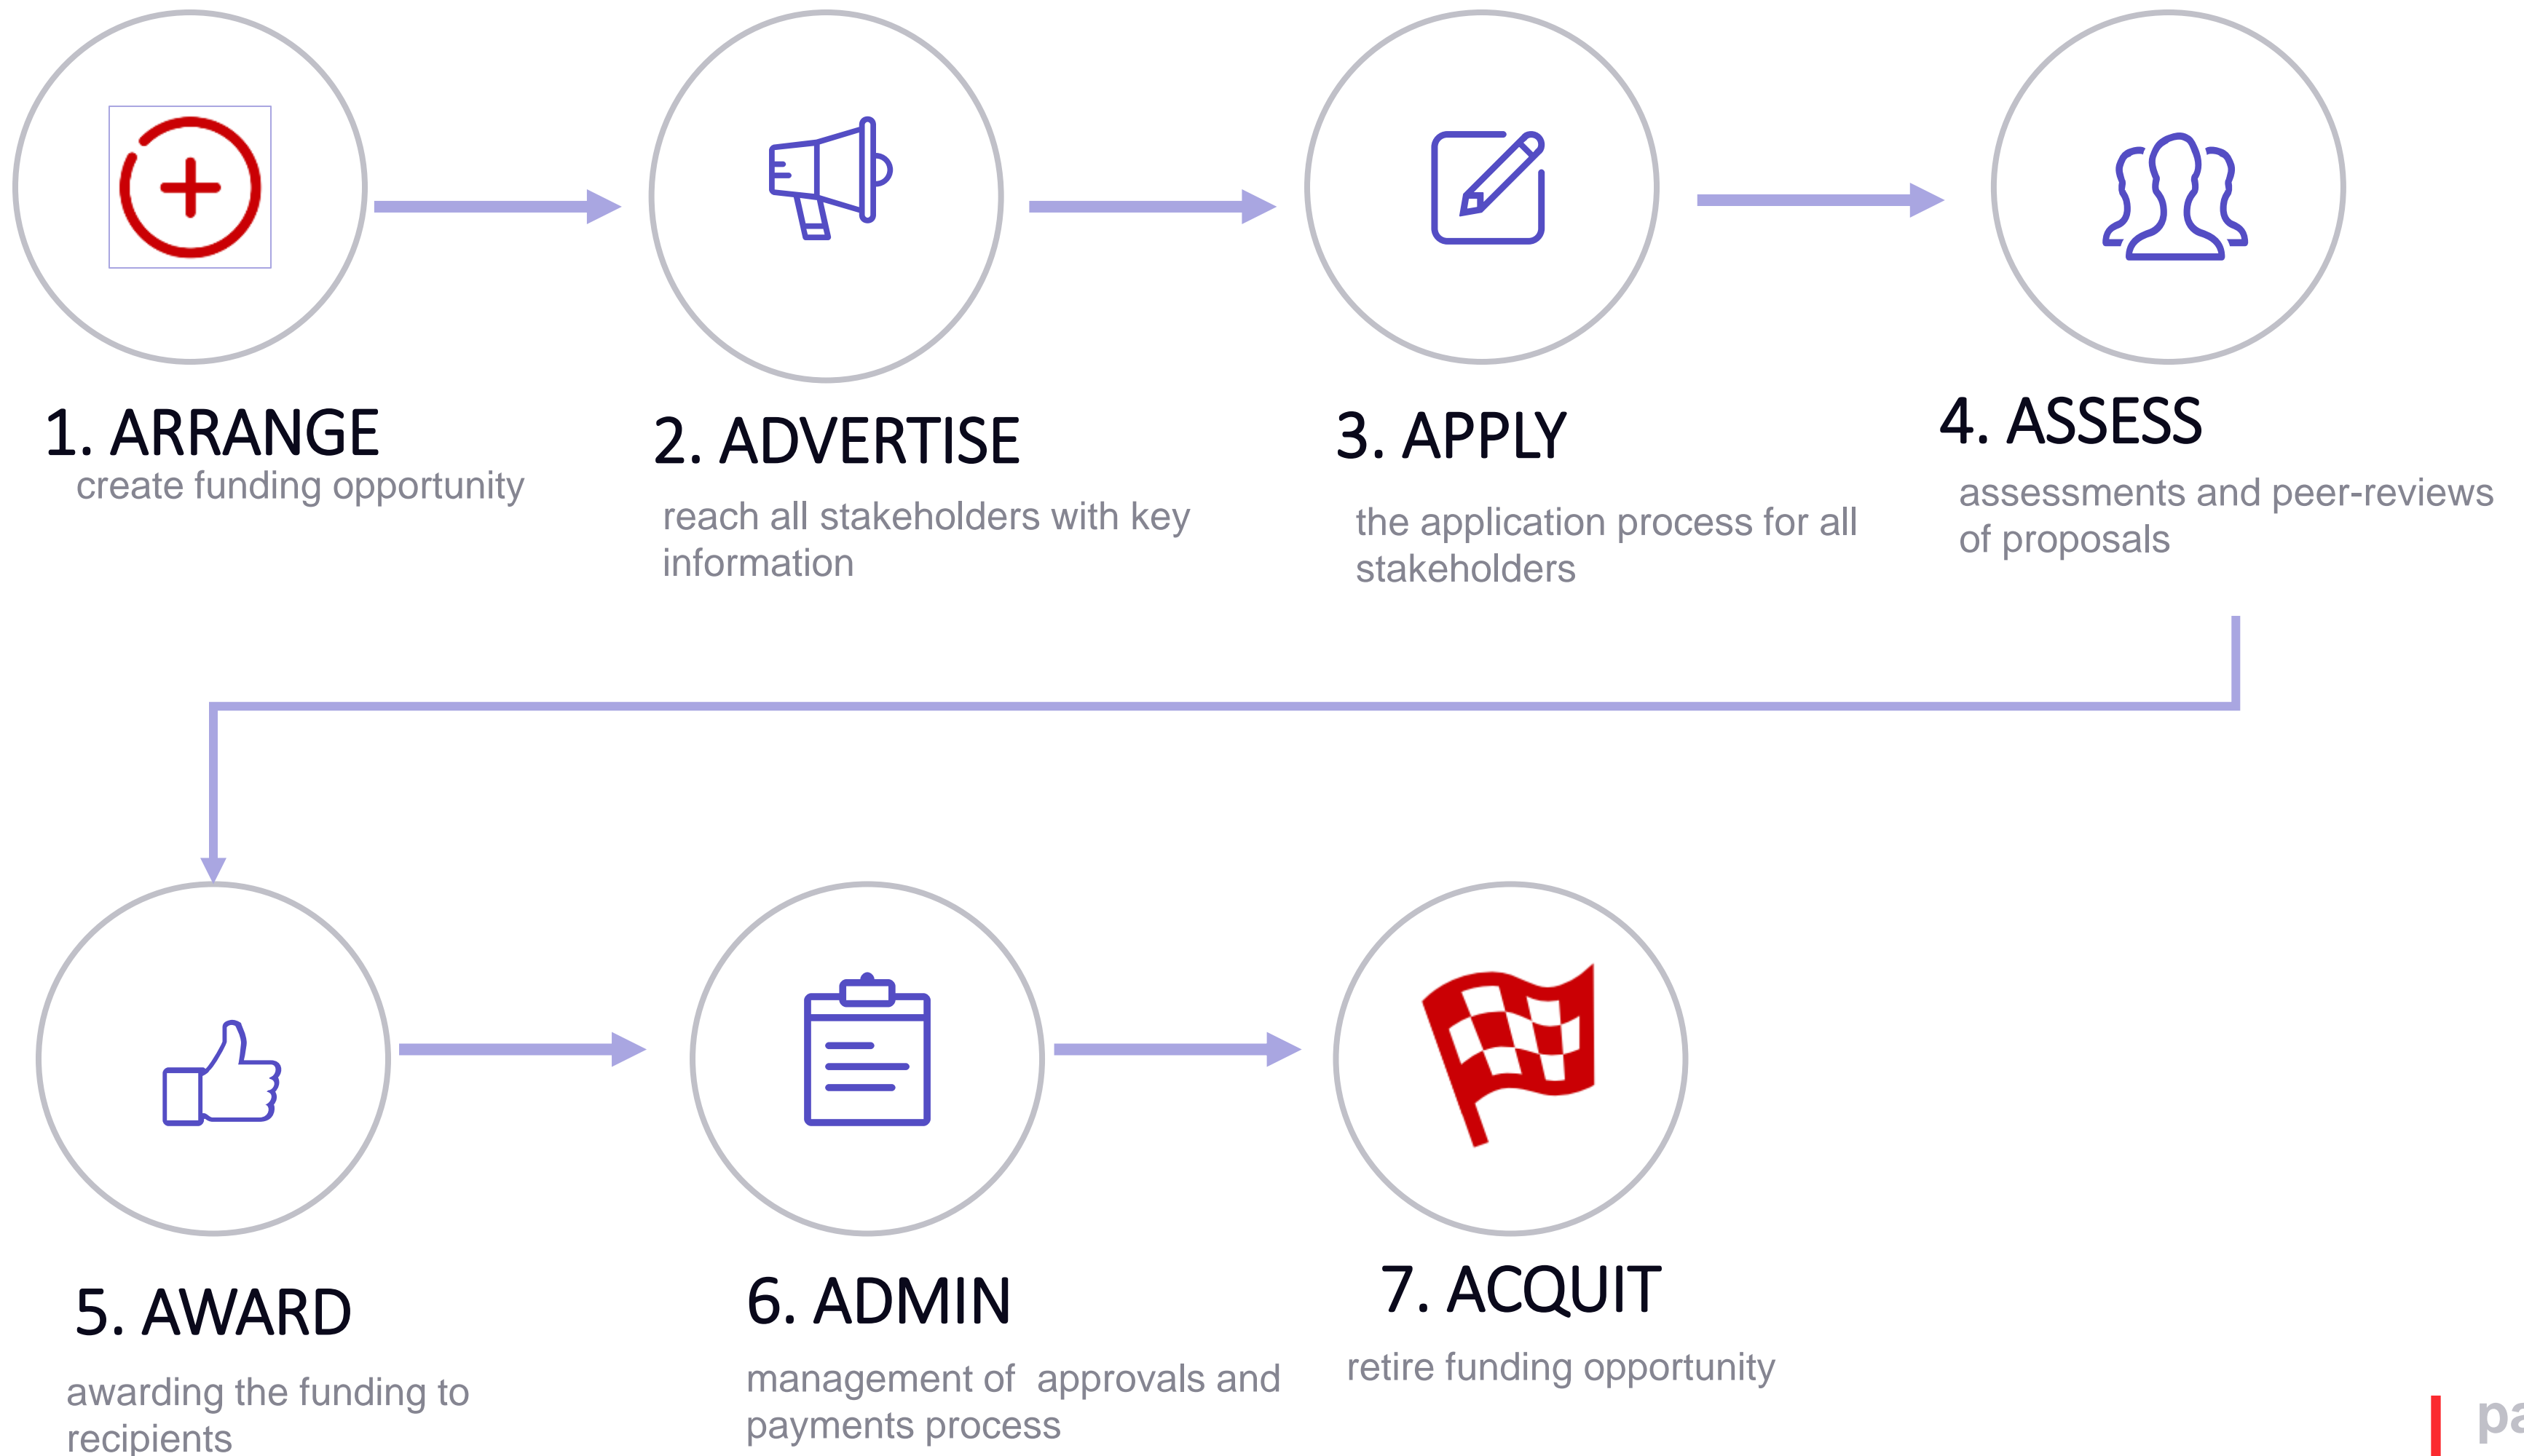 1. ARRANGE
create funding opportunity
2. ADVERTISE
reach all stakeholders with key
information
3. APPLY
the application process for all
stakeholders
4. ASSESS
assessments and peer-reviews
of proposals
5. AWARD
awarding the funding to
recipients
6. ADMIN
management of  approvals and
payments process
7. ACQUIT
retire funding opportunity